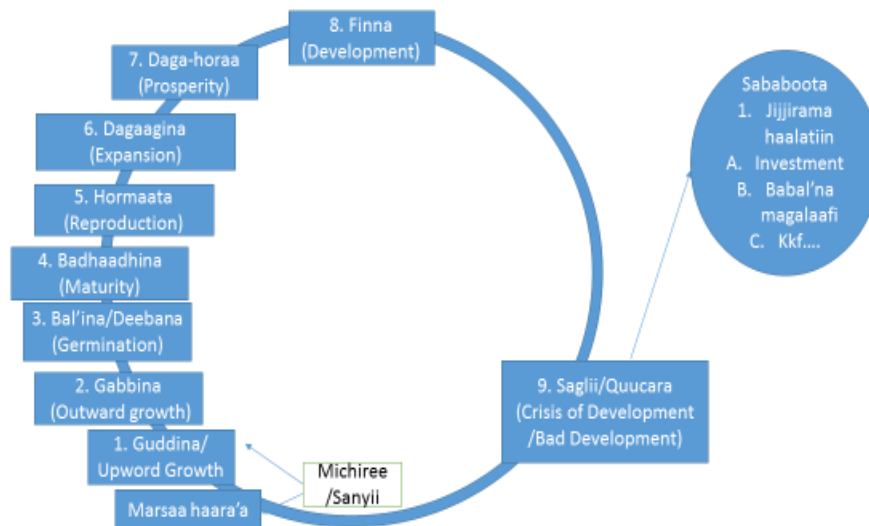 8. Finna
(Development)
7. Daga-horaa
(Prosperity)
6. Dagaagina
(Expansion)
5. Hormaata
(Reproduction)
4. Badhaadhina
(Maturity)
3. Bal’ina/Deebana
(Germination)
2. Gabbina
(Outward growth)
1. Guddina/
Upword Growth
Marsaa haara’a
Michiree
/Sanyii
9. Saglii/Quucara
(Crisis of Development
/Bad Development)
Sababoota
1. Jijjirama
haalatiin
A. Investment
B. Babal’na
magalaafi
C. Kkf....